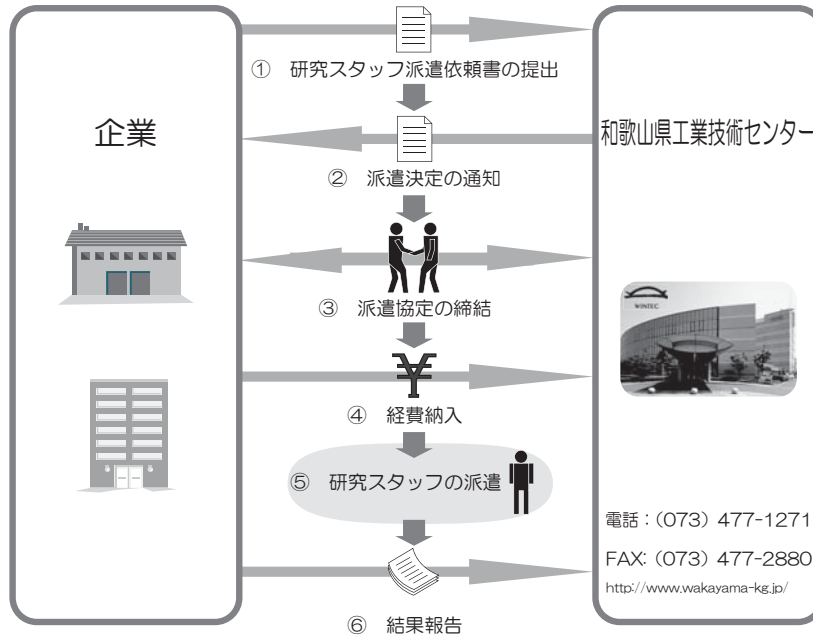 ① 研究スタッフ派遣依頼書の提出
企業
和歌山県工業技術センター
② 派遣決定の通知
③ 派遣協定の締結
WINTEC
¥
④ 経費納入
⑤ 研究スタッフの派遣
電話：(073) 477-1271
FAX: (073) 477-2880
http://www.wakayama-kg.jp/
⑥ 結果報告